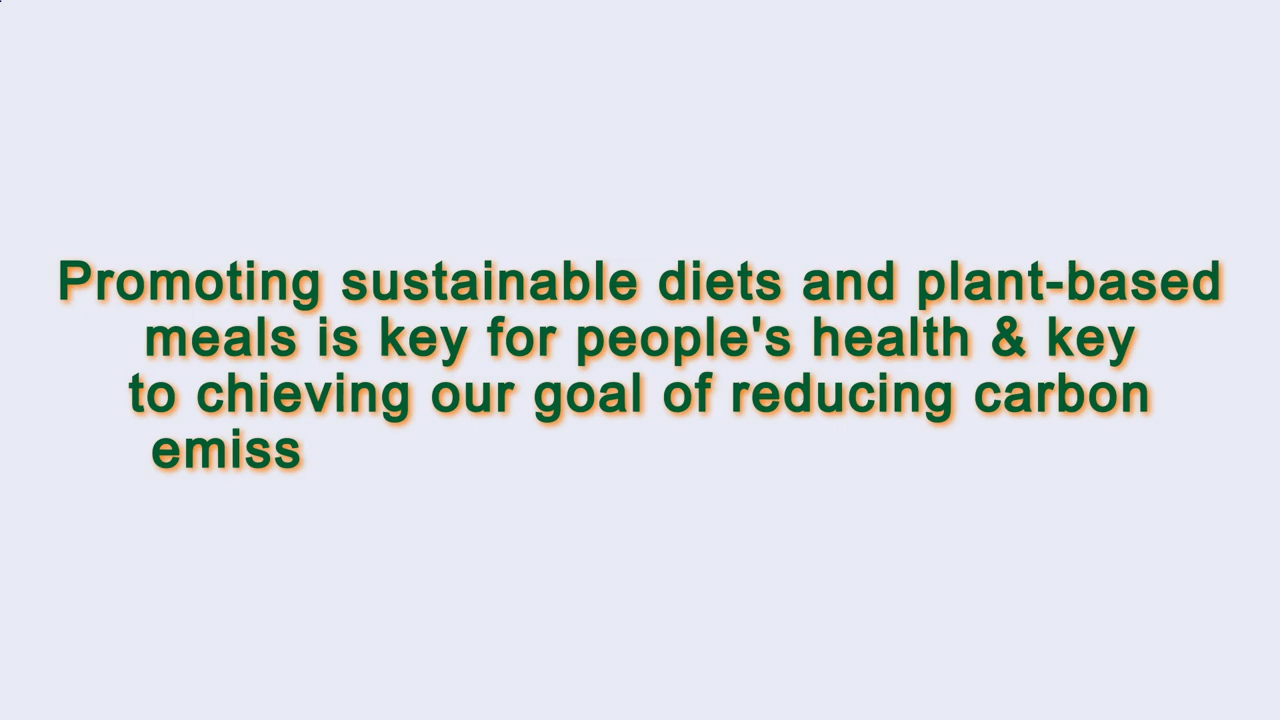 Promoting sustainable diets and plant-based
meals is key for people's health & key
to chieving our goal of reducing carbon
emiss